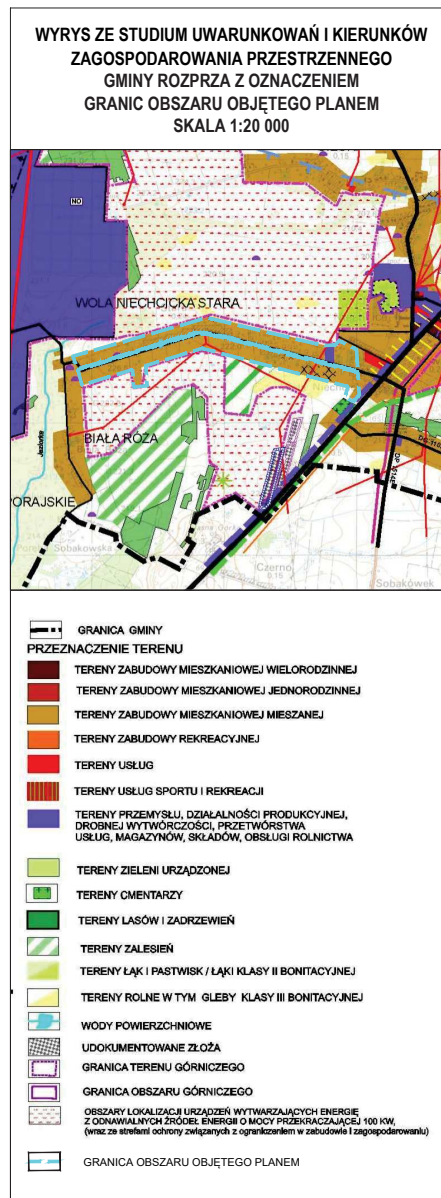 WYRYS ZE STUDIUM UWARUNKOWAŃ I KIERUNKÓW
ZAGOSPODAROWANIA PRZESTRZENNEGO
GMINY ROZPRZA Z OZNACZENIEM
GRANIC OBSZARU OBJĘTEGO PLANEM
SKALA 1:20 000
NO
WOLA NIECHCICKA STARA
BIAŁA RÓŻA
Jeziorka
PORAJSKIE
Sobakowska
Czerno
0,15
Sobakówek
GRANICA GMINY
PRZEZNACZENIE TERENU
TERENY ZABUDOWY MIESZKANIOWEJ WIELORODZINNEJ
TERENY ZABUDOWY MIESZKANIOWEJ JEDNORODZINNEJ
TERENY ZABUDOWY MIESZKANIOWEJ MIESZANEJ
TERENY ZABUDOWY REKREACYJNEJ
TERENY USŁUG
TERENY USŁUG SPORTU I REKREACJI
TERENY PRZEMYSŁU, DZIAŁALNOŚCI PRODUKCYJNEJ,
DROBNEJ WYTWÓRCZOŚCI, PRZETWÓRSTWA
USŁUG, MAGAZYNÓW, SKŁADÓW, OBSŁUGI ROLNICTWA
TERENY ZIELENI URZĄDZONEJ
TERENY CMENTARZY
TERENY LASÓW I ZADRZEWIEŃ
TERENY ZALESIEŃ
TERENY ŁĄK I PASTWISK / ŁĄKI KLASY II BONITACYJNEJ
TERENY ROLNE W TYM GLEBY KLASY III BONITACYJNEJ
WODY POWIERZCHNIOWE
UDOKUMENTOWANE ZŁOŻA
GRANICA TERENU GÓRNICZEGO
GRANICA OBSZARU GÓRNICZEGO
OBSZARY LOKALIZACJI URZĄDZEŃ WYTWARZAJĄCYCH ENERGIĘ
Z ODNAWIALNYCH ŹRÓDEŁ ENERGII O MOCY PRZEKRACZAJĄCEJ 100 KW,
(wraz ze strefami ochrony związanych z ograniczeniem w zabudowie i zagospodarowaniu)
GRANICA OBSZARU OBJĘTEGO PLANEM